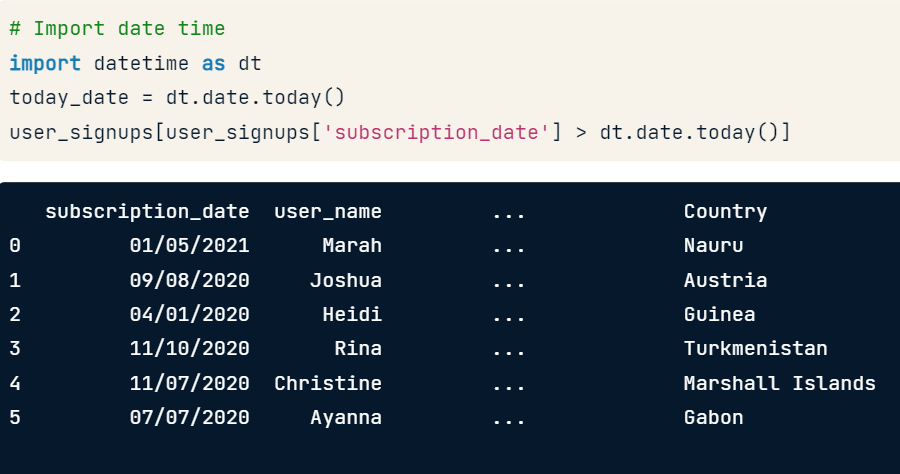 # Import date time
import datetime as dt
today_date = dt.date.today()
user_signups[user_signups['subscription_date'] > dt.date.today()]
subscription_date user_name ... Country
0 01/05/2021 Marah ... Nauru
1 09/08/2020 Joshua ... Austria
2 04/01/2020 Heidi ... Guinea
3 11/10/2020 Rina ... Turkmenistan
4 11/07/2020 Christine ... Marshall Islands
5 07/07/2020 Ayanna ... Gabon